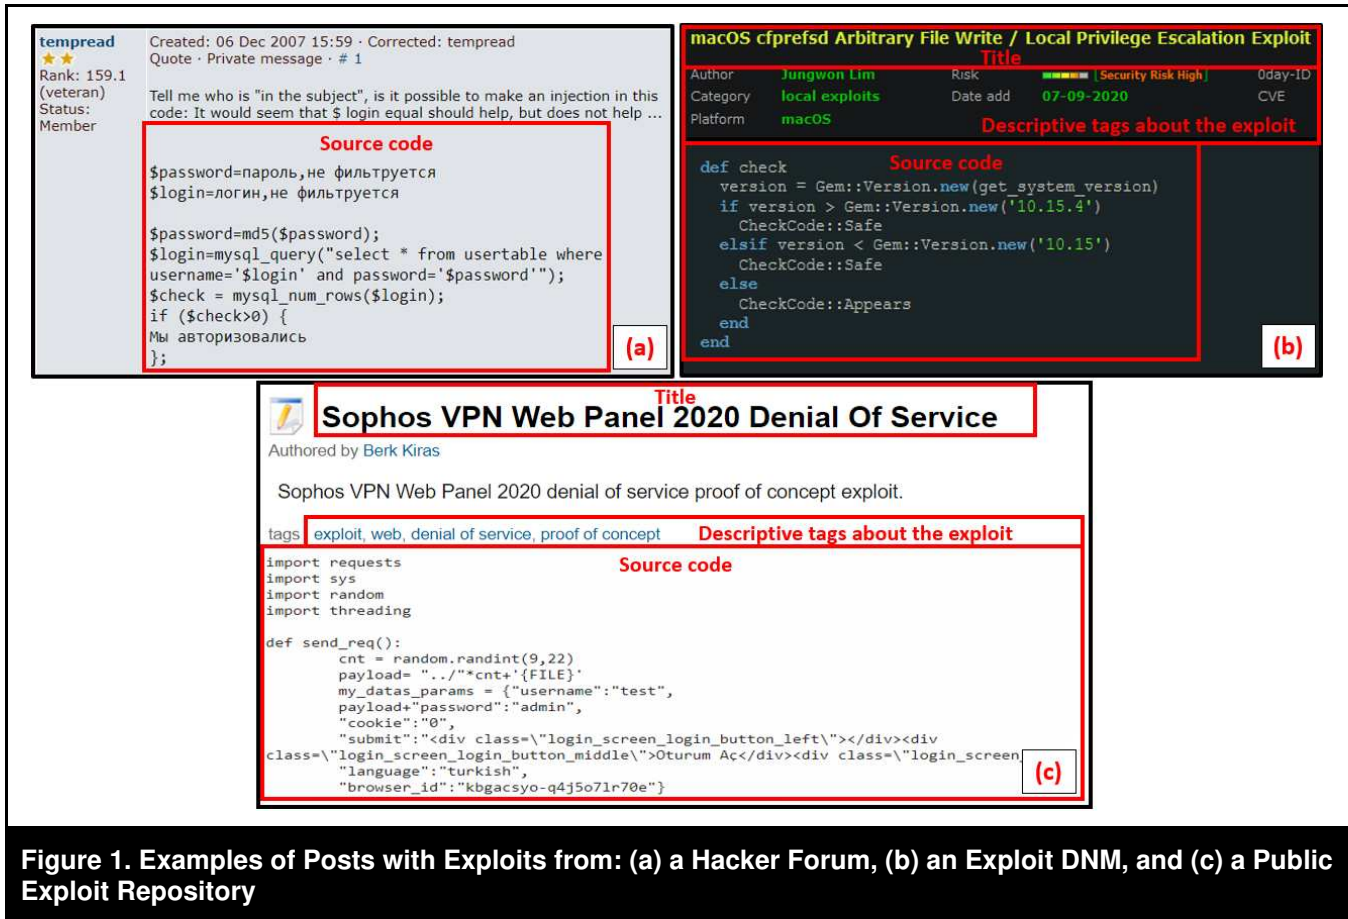 tempread
Rank: 159.1
(veteran)
Status:
Member
Created: 06 Dec 2007 15:59 · Corrected: tempread
Quote · Private message · # 1
Tell me who is "in the subject", is it possible to make an injection in this
code: It would seem that $ login equal should help, but does not help ...
Source code
$password=пароль,не фильтруется
$login=логин,не фильтруется
$password=md5($password);
$login=mysql_query("select * from usertable where
username='$login' and password='$password'");
$check = mysql_num_rows($login);
if ($check>0) {
Мы авторизовались
};
(a)
macOS cfprefsd Arbitrary File Write / Local Privilege Escalation Exploit
Title
Author Jungwon Lim Risk [Security Risk High] 0day-ID
Category local exploits Date add 07-09-2020 CVE
Platform macOS
Descriptive tags about the exploit
Source code
def check
version = Gem::Version.new(get_system_version)
if version > Gem::Version.new('10.15.4')
CheckCode::Safe
elsif version < Gem::Version.new('10.15')
CheckCode::Safe
else
CheckCode::Appears
end
end
(b)
Title
Sophos VPN Web Panel 2020 Denial Of Service
Authored by Berk Kiras
Sophos VPN Web Panel 2020 denial of service proof of concept exploit.
tags exploit, web, denial of service, proof of concept
Descriptive tags about the exploit
Source code
import requests
import sys
import random
import threading
def send_req():
cnt = random.randint(9,22)
payload= "../"*cnt+'{FILE}'
my_datas_params = {"username":"test",
payload+"password":"admin",
"cookie":"0",
"submit":"<div class=\"login_screen_login_button_left\"></div><div
class=\"login_screen_login_button_middle\">Oturum Aç</div><div class=\"login_screen_
"language":"turkish",
"browser_id":"kbgacsyo-q4j5o7lr70e"}
(c)
Figure 1. Examples of Posts with Exploits from: (a) a Hacker Forum, (b) an Exploit DNM, and (c) a Public
Exploit Repository